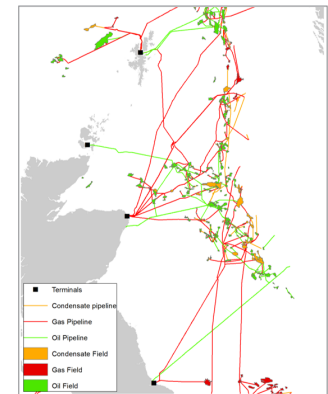 Terminals
Condensate pipeline
Gas Pipeline
Oil Pipeline
Condensate Field
Gas Field
Oil Field